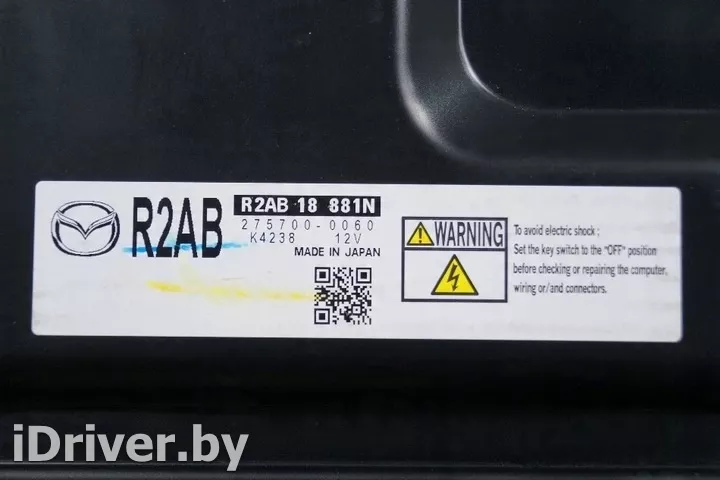 R2AB
R2AB 18 881N
275700-0060
K4238 12V
MADE IN JAPAN
WARNING
To avoid electric shock ;
Set the key switch to the "OFF" position
before checking or repairing the computer,
wiring or/and connectors.
iDriver.by